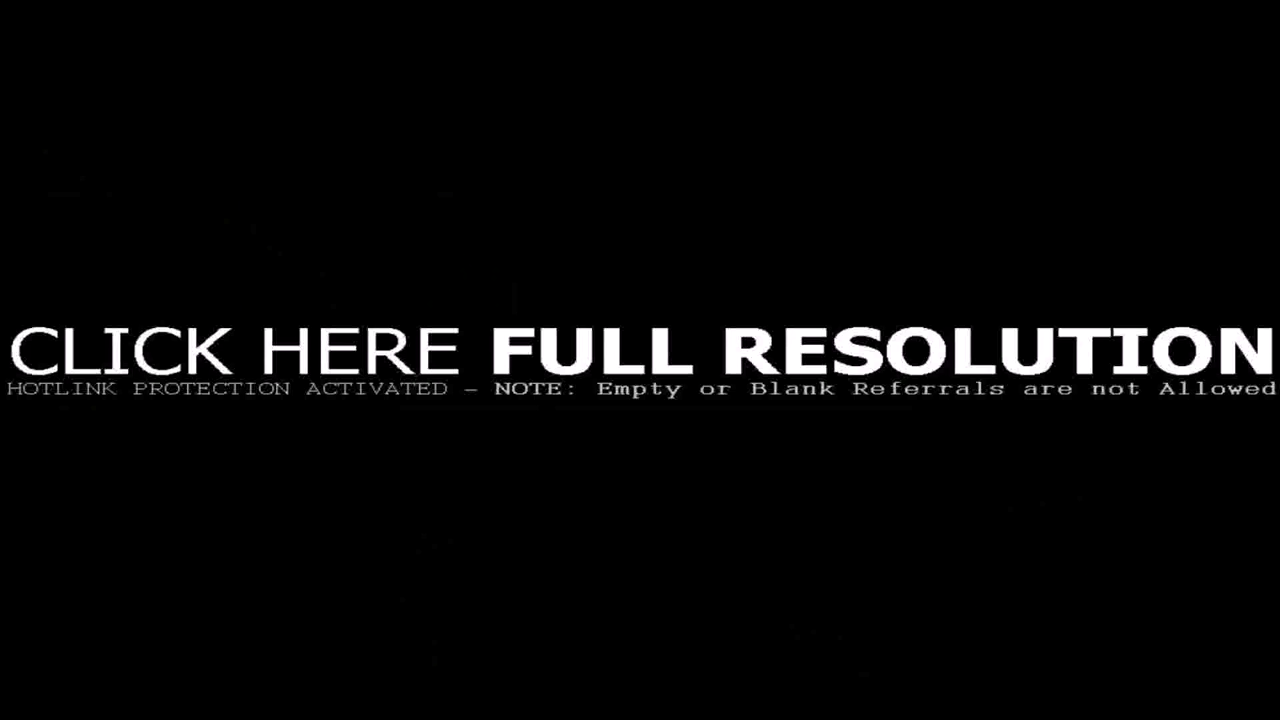 CLICK HERE FULL RESOLUTION
HOTLINK PROTECTION ACTIVATED - NOTE: Empty or Blank Referrals are not Allowed